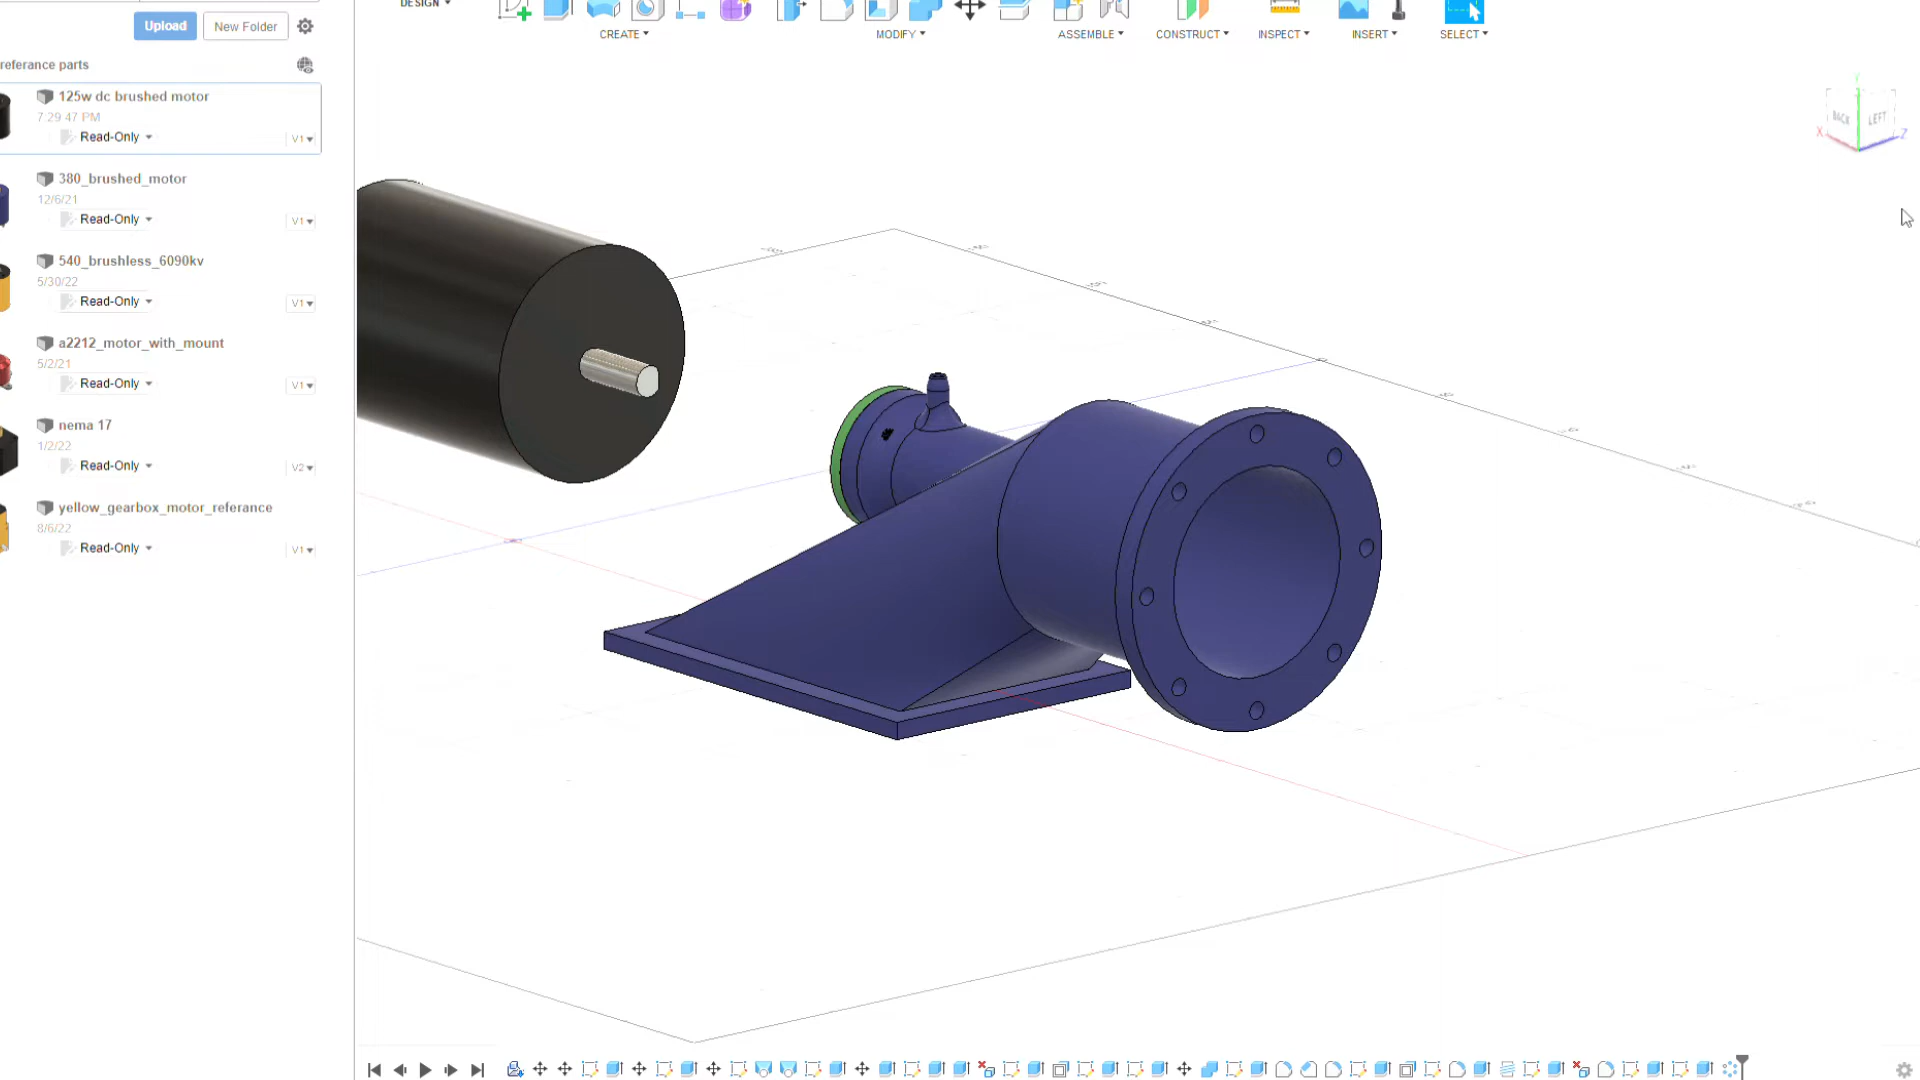 DESIGN
Upload
New Folder
CREATE
MODIFY
ASSEMBLE
CONSTRUCT
INSPECT
INSERT
SELECT
referance parts
125w dc brushed motor
7 29 47 PM
Read-Only
V1
380_brushed_motor
12/6/21
Read-Only
V1
540_brushless_6090kv
5/30/22
Read-Only
V1
a2212_motor_with_mount
5/2/21
Read-Only
V1
nema 17
1/2/22
Read-Only
V2
yellow_gearbox_motor_referance
8/6/22
Read-Only
V1
BACK
LEFT
X
Z